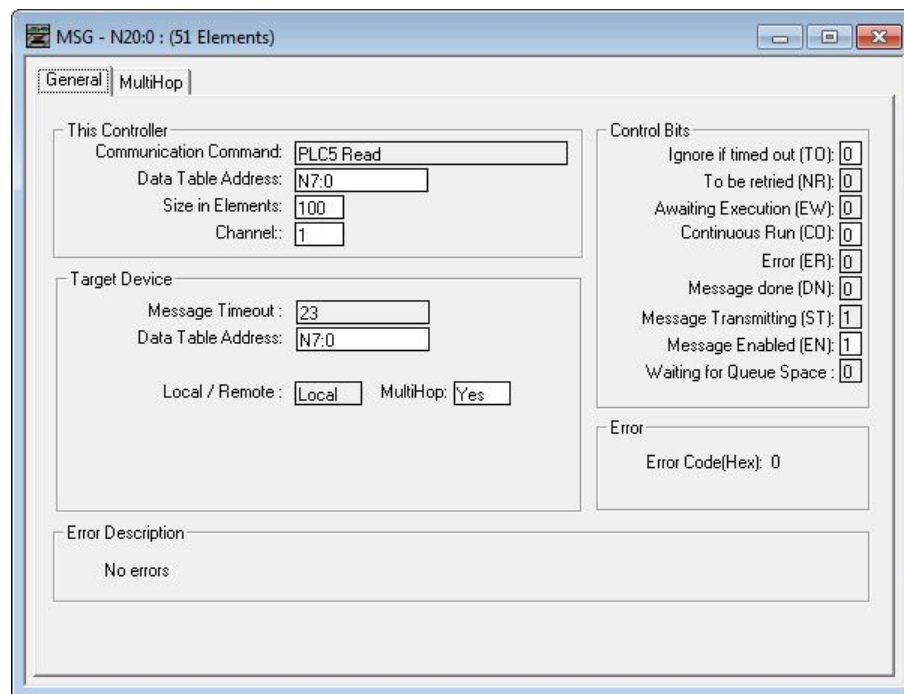 MSG - N20:0 : (51 Elements)
General MultiHop
This Controller
Communication Command: PLC5 Read
Data Table Address: N7:0
Size in Elements: 100
Channel:: 1
Target Device
Message Timeout : 23
Data Table Address: N7:0
Local / Remote : Local MultiHop: Yes
Control Bits
Ignore if timed out (TO): 0
To be retried (NR): 0
Awaiting Execution (EW): 0
Continuous Run (CO): 0
Error (ER): 0
Message done (DN): 0
Message Transmitting (ST): 1
Message Enabled (EN): 1
Waiting for Queue Space : 0
Error
Error Code(Hex): 0
Error Description
No errors